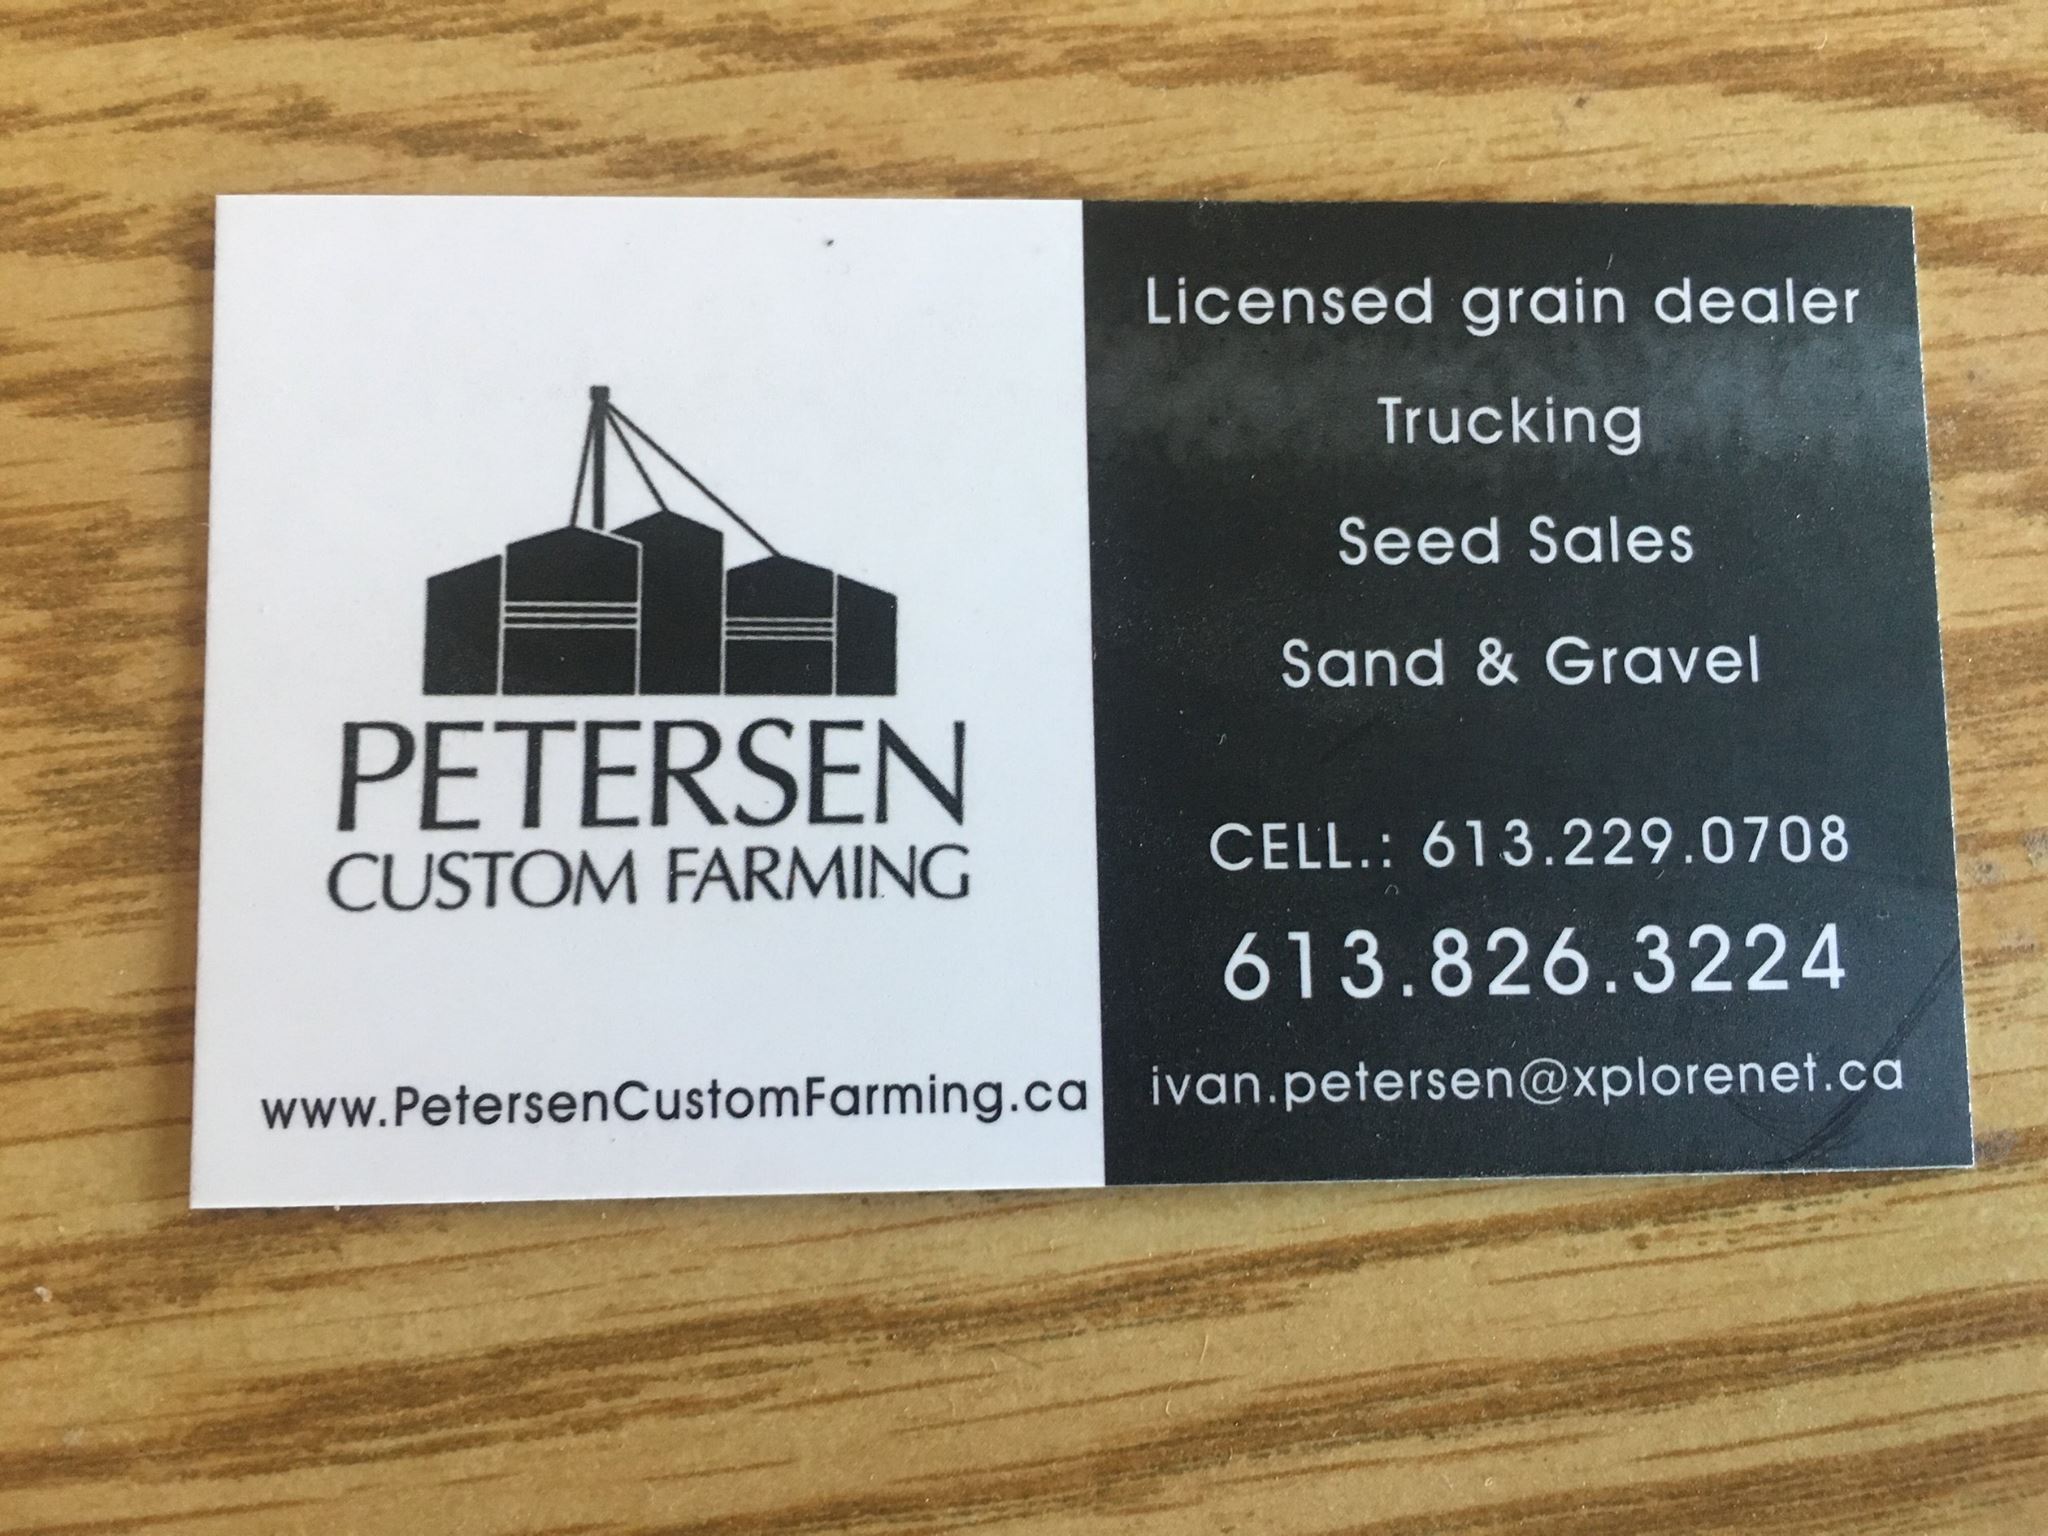 PETERSEN
CUSTOM FARMING
www.PetersenCustomFarming.ca
Licensed grain dealer
Trucking
Seed Sales
Sand & Gravel
CELL.: 613.229.0708
613.826.3224
ivan.petersen@xplorenet.ca